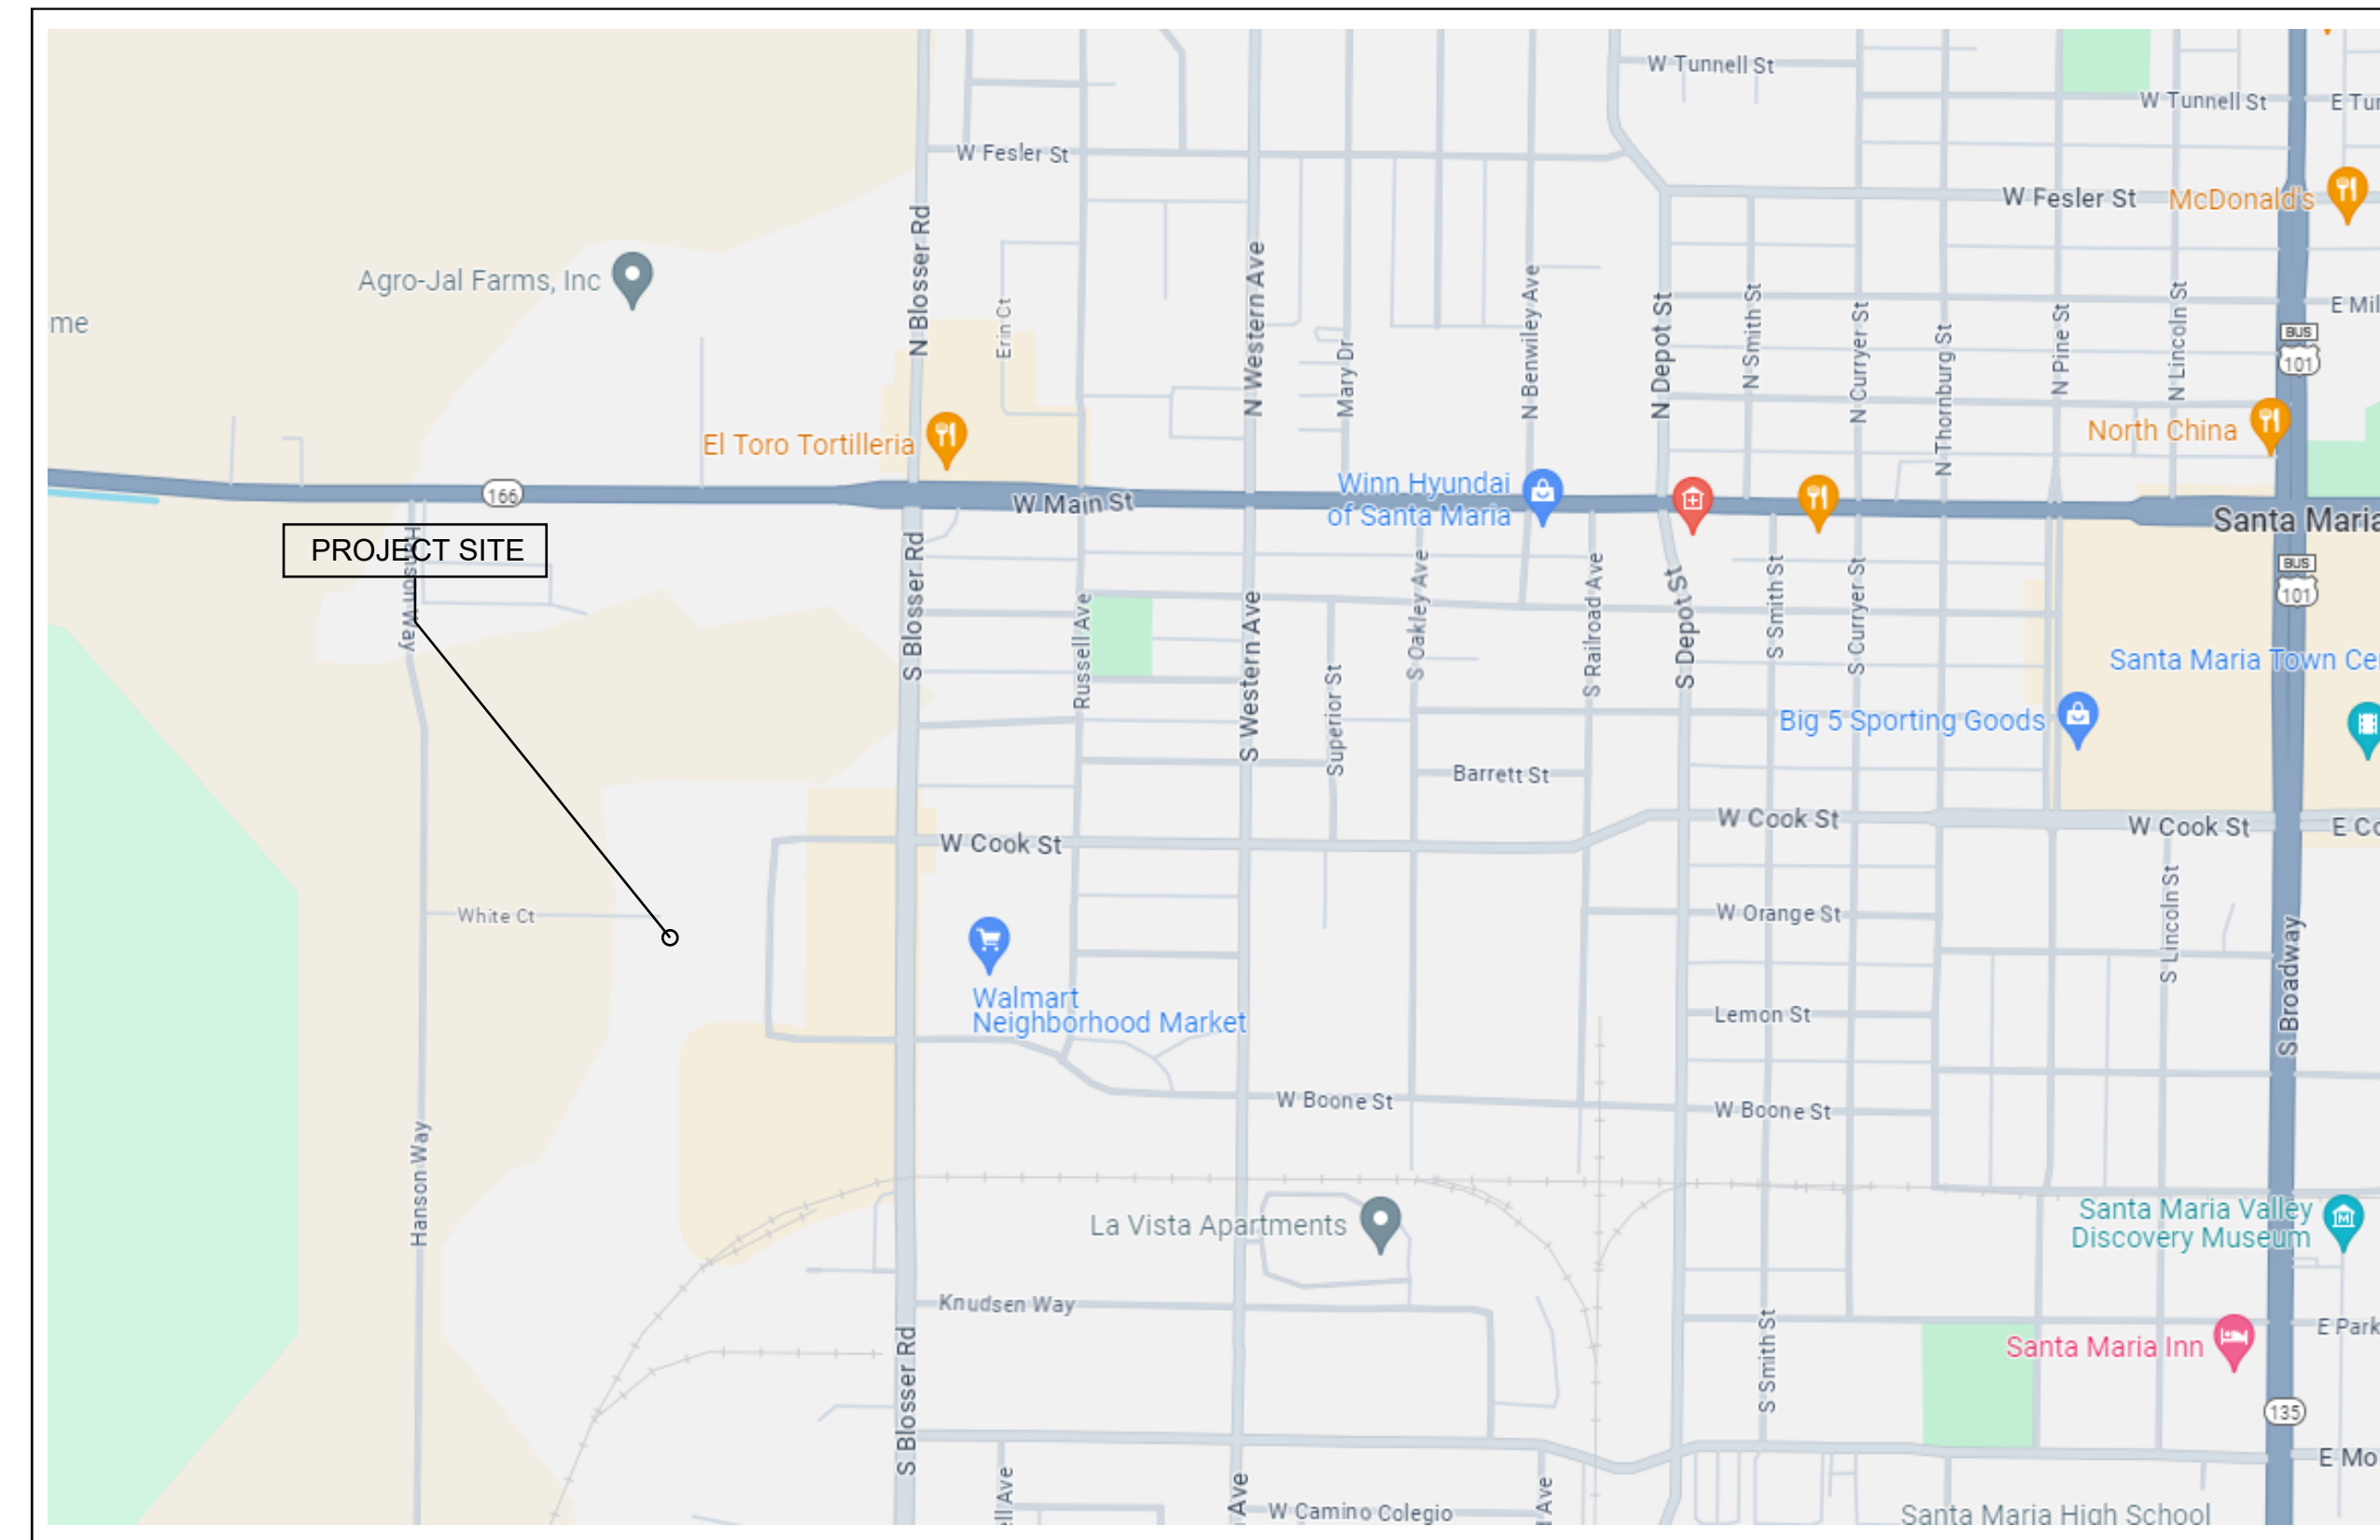 W Tunnell St
W Tunnell St
E Tur
W Fesler St
W Fesler St
McDonald's
Agro-Jal Farms, Inc
me
N Blosser Rd
Erin Ct
N Western Ave
Mary Dr
N Benwiley Ave
N Depot St
N Smith St
N Curryer St
N Thornburg St
N Pine St
N Lincoln St
E Mil
BUS
101
El Toro Tortilleria
North China
166
W Main St
Winn Hyundai
of Santa Maria
Santa Maria
PROJECT SITE
Hanson Way
S Blosser Rd
Russell Ave
S Western Ave
Superior St
S Oakley Ave
S Railroad Ave
S Depot St
S Smith St
S Curryer St
BUS
101
Santa Maria Town Cer
Big 5 Sporting Goods
Barrett St
W Cook St
W Cook St
W Cook St
E Co
White Ct
W Orange St
S Lincoln St
S Broadway
Walmart
Neighborhood Market
Lemon St
W Boone St
W Boone St
Hanson Way
La Vista Apartments
Santa Maria Valley
Discovery Museum
Knudsen Way
S Blosser Rd
S Smith St
E Park
Santa Maria Inn
135
E Mo
ell Ave
Ave
W Camino Colegio
Ave
Santa Maria High School